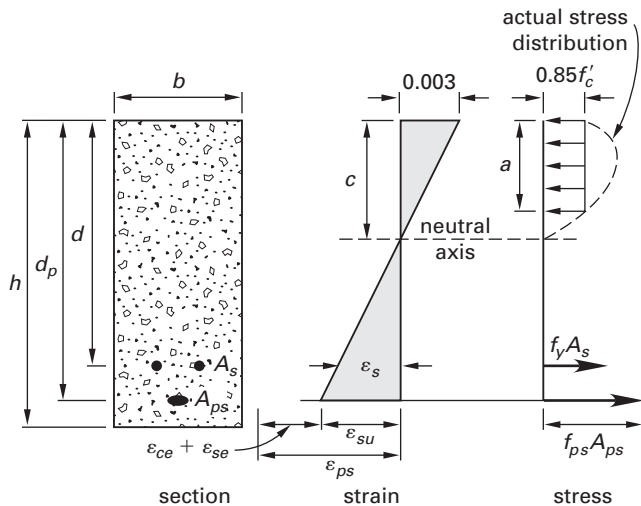 actual stress
distribution
b
0.003
0.85f′c
c
a
d
dp
h
neutral
axis
As
Aps
εs
fyAs
εce + εse
εsu
εps
fpsAps
section
strain
stress